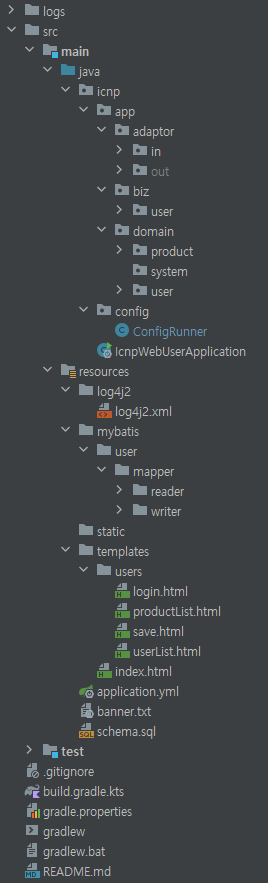 logs
src
main
java
icnp
app
adaptor
in
out
biz
user
domain
product
system
user
config
ConfigRunner
IcnpWebUserApplication
resources
log4j2
log4j2.xml
mybatis
user
mapper
reader
writer
static
templates
users
login.html
productList.html
save.html
userList.html
index.html
application.yml
banner.txt
schema.sql
test
.gitignore
build.gradle.kts
gradle.properties
gradlew
gradlew.bat
README.md